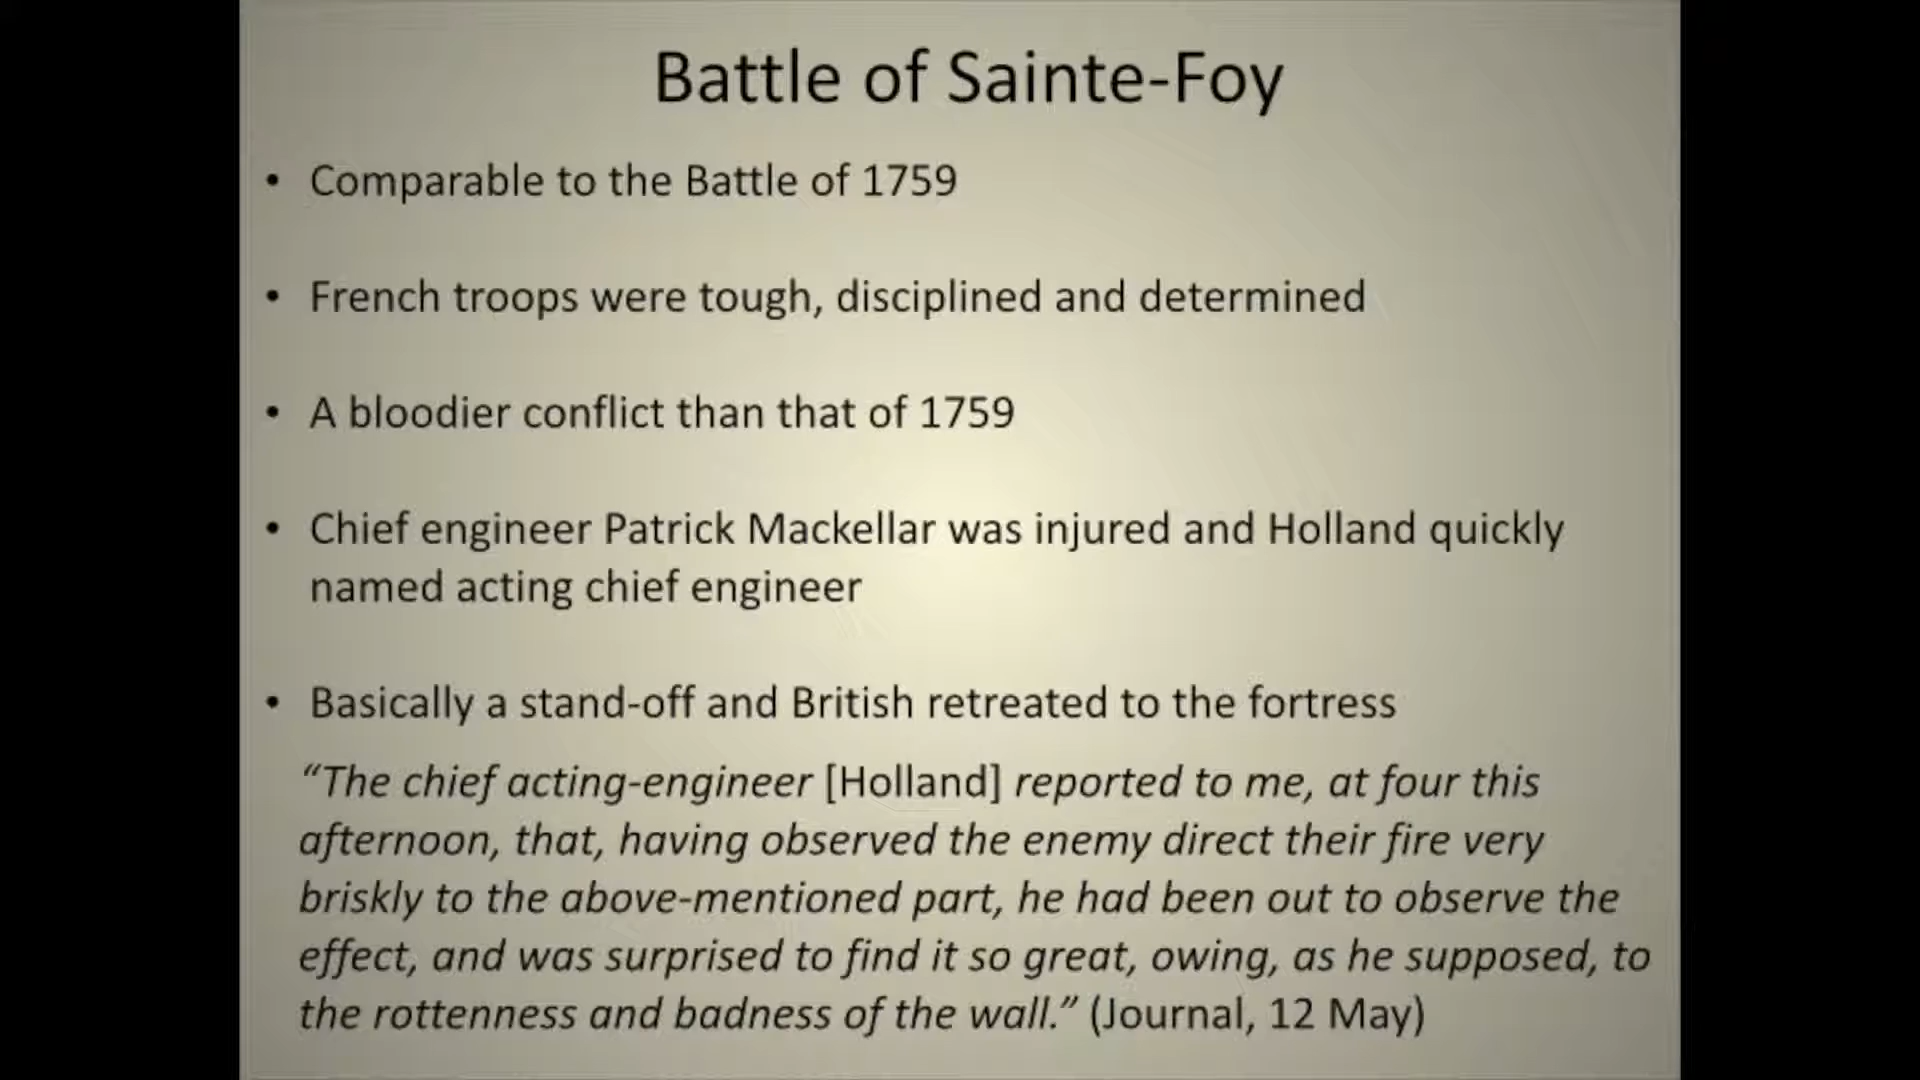 Battle of Sainte-Foy
• Comparable to the Battle of 1759
• French troops were tough, disciplined and determined
• A bloodier conflict than that of 1759
• Chief engineer Patrick Mackellar was injured and Holland quickly
named acting chief engineer
• Basically a stand-off and British retreated to the fortress
“The chief acting-engineer [Holland] reported to me, at four this
afternoon, that, having observed the enemy direct their fire very
briskly to the above-mentioned part, he had been out to observe the
effect, and was surprised to find it so great, owing, as he supposed, to
the rottenness and badness of the wall.” (Journal, 12 May)